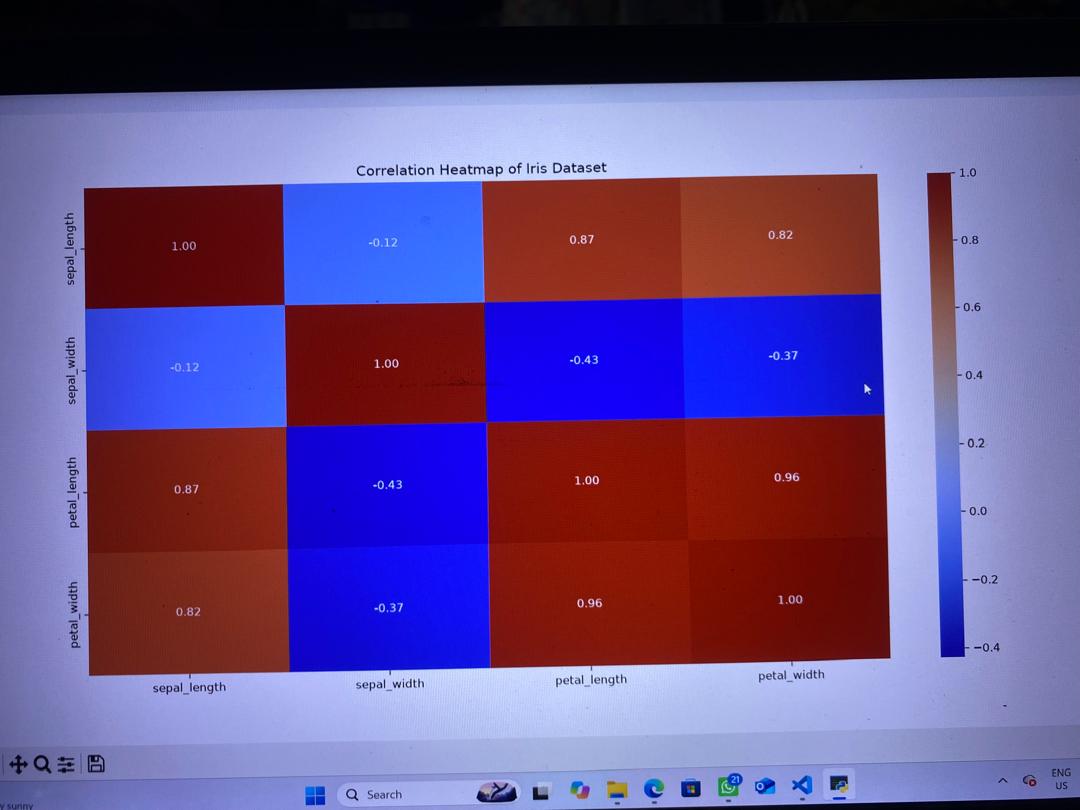 Correlation Heatmap of Iris Dataset
sepal_length
1.00
-0.12
0.87
0.82
sepal_width
-0.12
1.00
-0.43
-0.37
petal_length
0.87
-0.43
1.00
0.96
petal_width
0.82
-0.37
0.96
1.00
sepal_length
sepal_width
petal_length
petal_width
1.0
0.8
0.6
0.4
0.2
0.0
−0.2
−0.4
y sunny
Search
21
ENG
US